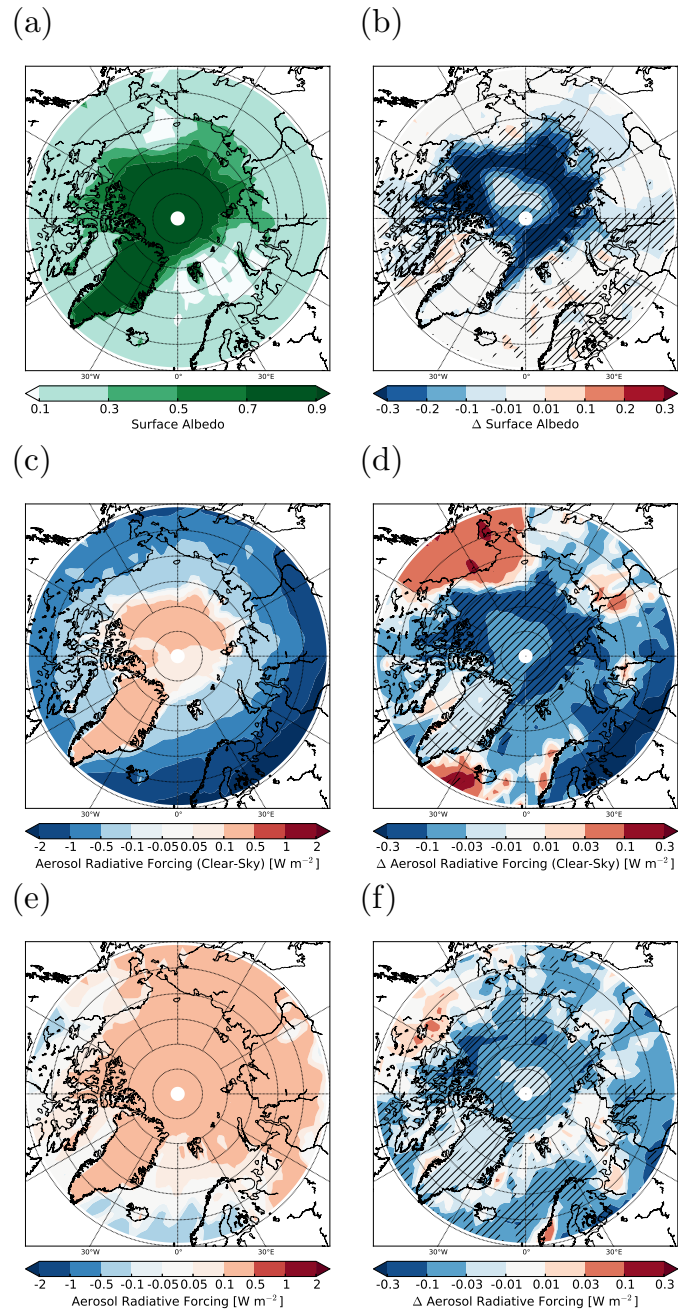 (a) (b)
30°W 0° 30°E 30°W 0° 30°E
0.1 0.3 0.5 0.7 0.9 -0.3 -0.2 -0.1 -0.01 0.01 0.1 0.2 0.3
Surface Albedo Δ Surface Albedo
(c) (d)
30°W 0° 30°E 30°W 0° 30°E
-2 -1 -0.5 -0.1 -0.05 0.05 0.1 0.5 1 2 -0.3 -0.1 -0.03 -0.01 0.01 0.03 0.1 0.3
Aerosol Radiative Forcing (Clear-Sky) [W m⁻²] Δ Aerosol Radiative Forcing (Clear-Sky) [W m⁻²]
(e) (f)
30°W 0° 30°E 30°W 0° 30°E
-2 -1 -0.5 -0.1 -0.05 0.05 0.1 0.5 1 2 -0.3 -0.1 -0.03 -0.01 0.01 0.03 0.1 0.3
Aerosol Radiative Forcing [W m⁻²] Δ Aerosol Radiative Forcing [W m⁻²]